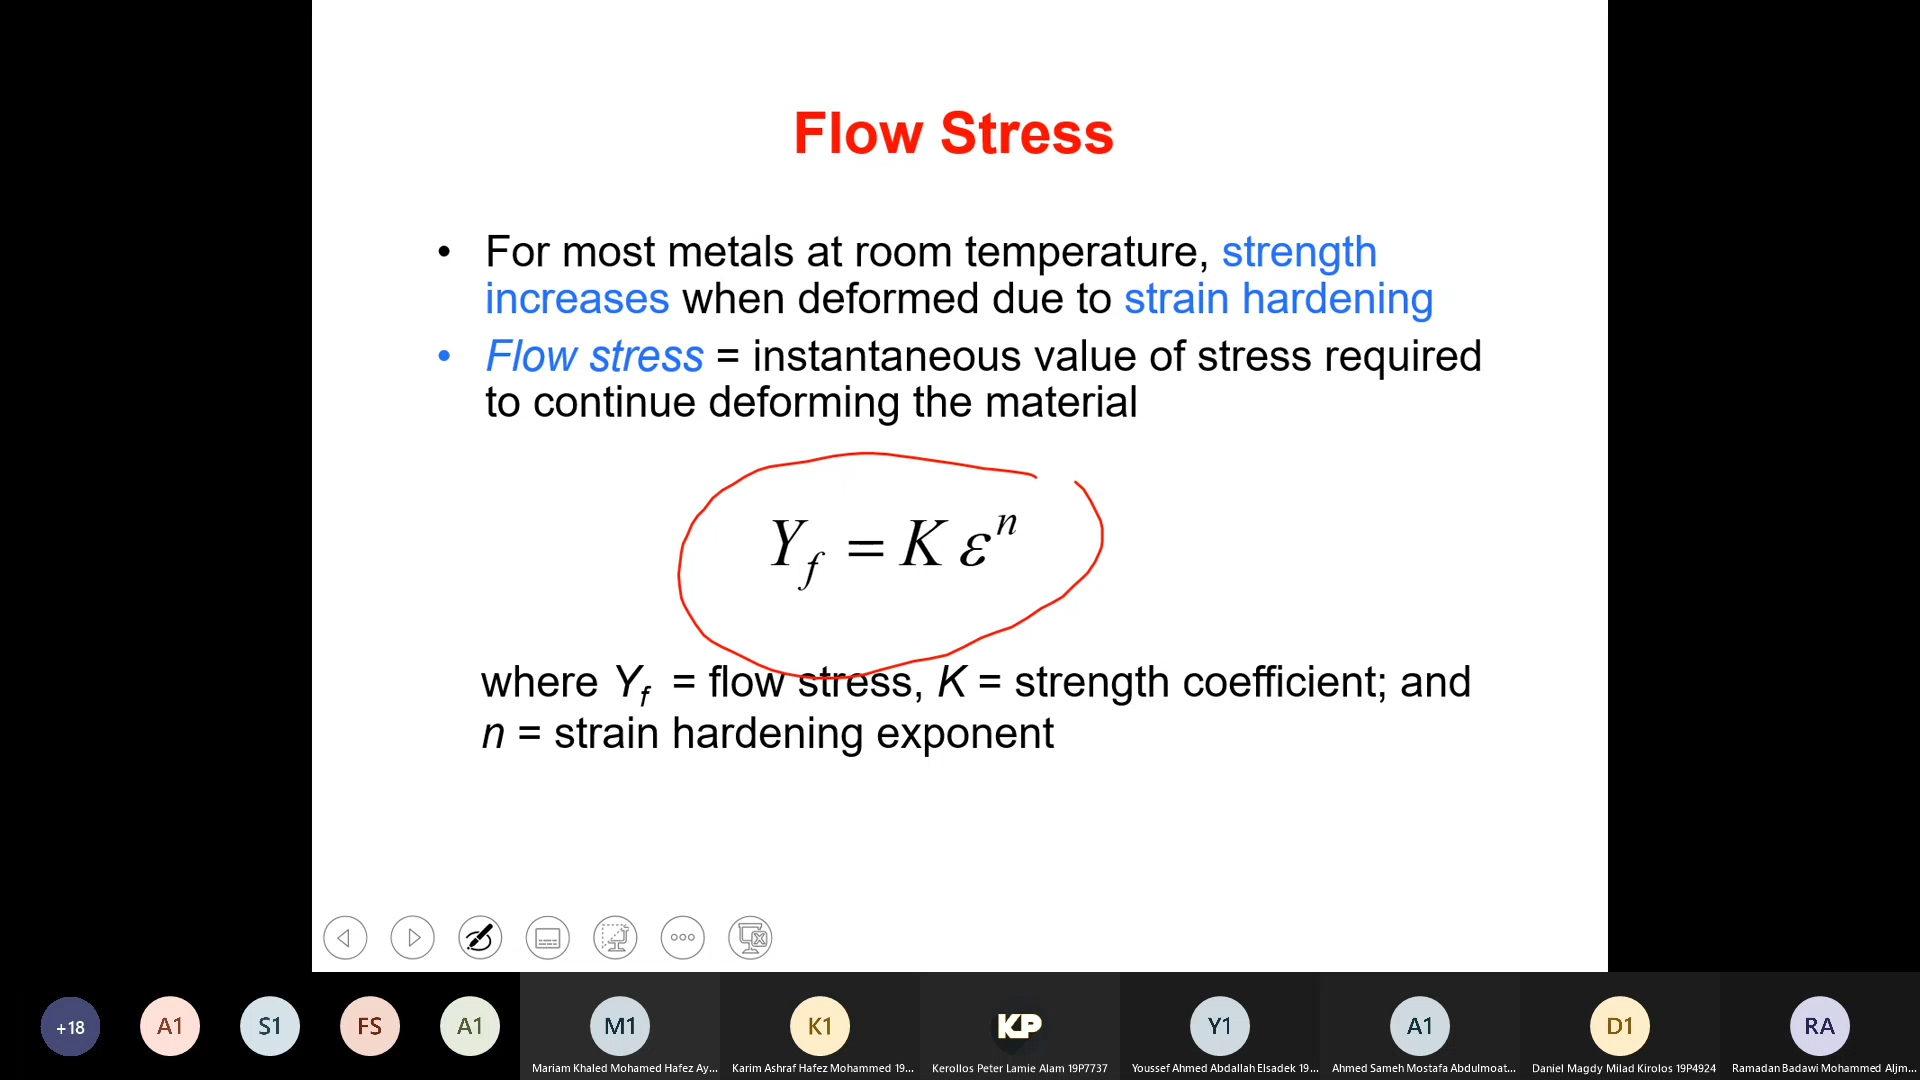 Flow Stress
• For most metals at room temperature, strength
increases when deformed due to strain hardening
• Flow stress = instantaneous value of stress required
to continue deforming the material
Y_f = K ε^n
where Y_f = flow stress, K = strength coefficient; and
n = strain hardening exponent
+18 A1 S1 FS A1 M1 K1 KP Y1 A1 D1 RA
Mariam Khaled Mohamed Hafez Ay... Karim Ashraf Hafez Mohammed 19... Kerollos Peter Lamie Alam 19P7737 Youssef Ahmed Abdallah Elsadek 19... Ahmed Sameh Mostafa Abdulmoat... Daniel Magdy Milad Kirolos 19P4924 Ramadan Badawi Mohammed Aljm...